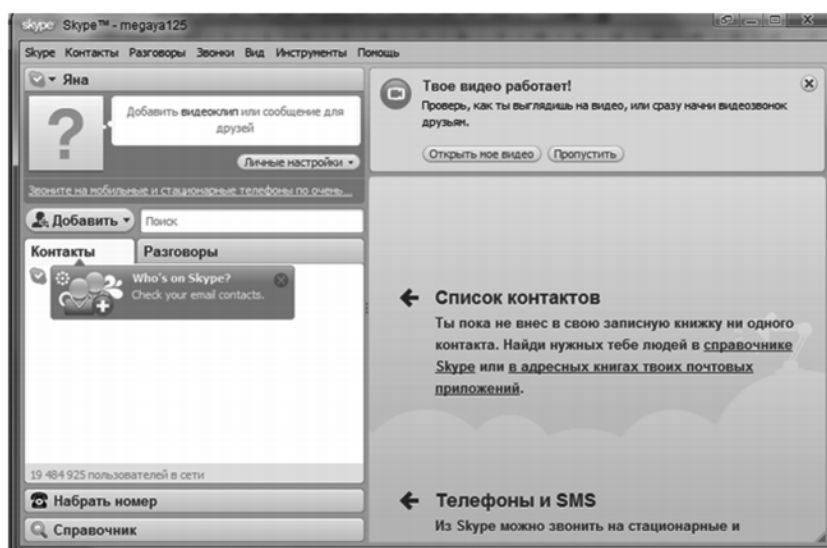 skype Skype™ - megaya125
Skype Контакты Разговоры Звонки Вид Инструменты Помощь
Яна
?
Добавить видеоклип или сообщение для
друзей
Личные настройки
Звоните на мобильные и стационарные телефоны по очень...
Добавить
Поиск
Контакты
Разговоры
Who's on Skype?
Check your email contacts.
19 484 925 пользователей в сети
Набрать номер
Справочник
Твое видео работает!
Проверь, как ты выглядишь на видео, или сразу начни видеозвонок
друзьям.
Открыть мое видео
Пропустить
Список контактов
Ты пока не внес в свою записную книжку ни одного
контакта. Найди нужных тебе людей в справочнике
Skype или в адресных книгах твоих почтовых
приложений.
Телефоны и SMS
Из Skype можно звонить на стационарные и